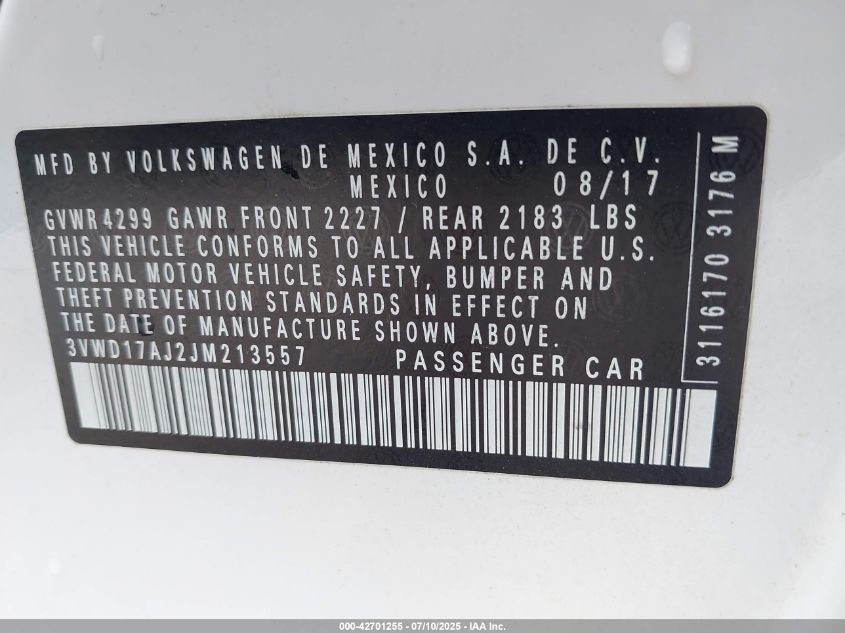 MFD BY VOLKSWAGEN DE MEXICO S.A. DE C.V.
MEXICO 08/17
GVWR 4299 GAWR FRONT 2227 / REAR 2183 LBS
THIS VEHICLE CONFORMS TO ALL APPLICABLE U.S.
FEDERAL MOTOR VEHICLE SAFETY, BUMPER AND
THEFT PREVENTION STANDARDS IN EFFECT ON
THE DATE OF MANUFACTURE SHOWN ABOVE.
3VWD17AJ2JM213557 PASSENGER CAR
3116170 3176 M
000-42701255 - 07/10/2025 - IAA Inc.